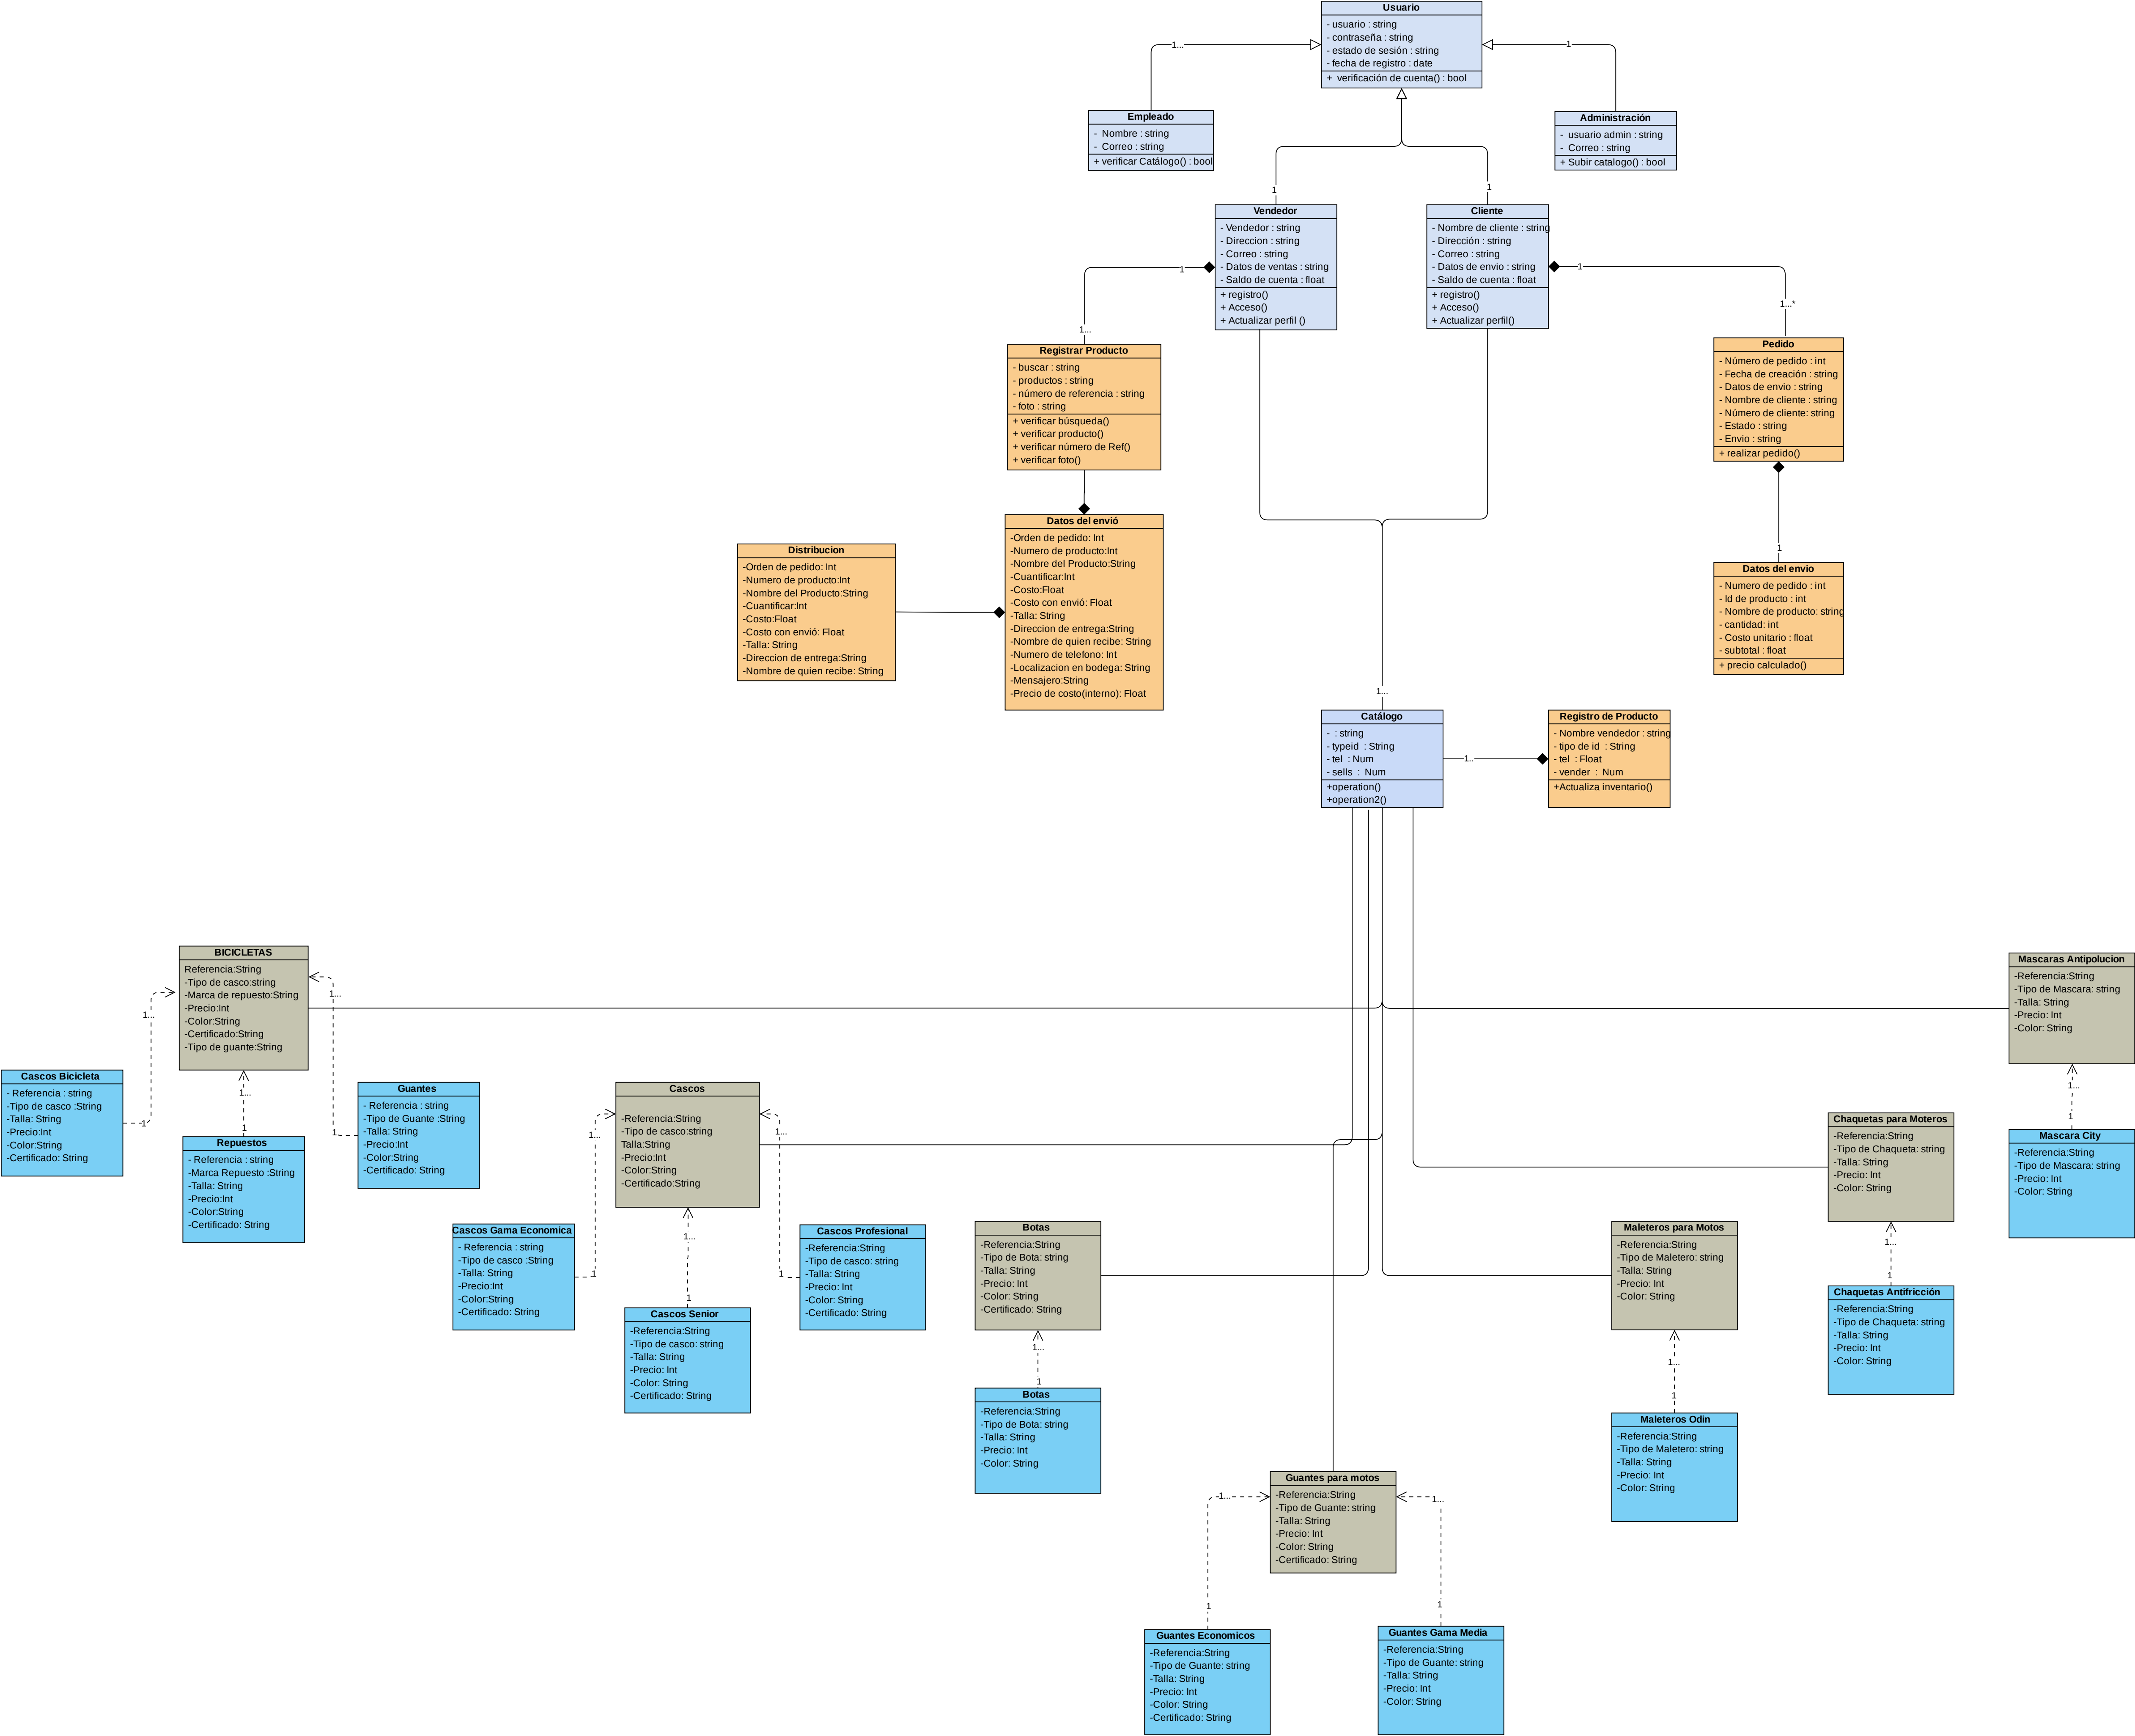 Usuario
- usuario : string
- contraseña : string
- estado de sesión : string
- fecha de registro : date
+  verificación de cuenta() : bool
1...
1
Empleado
-  Nombre : string
-  Correo : string
+ verificar Catálogo() : bool
Administración
-  usuario admin : string
-  Correo : string
+ Subir catalogo() : bool
1
1
Vendedor
- Vendedor : string
- Direccion : string
- Correo : string
- Datos de ventas : string
- Saldo de cuenta : float
+ registro()
+ Acceso()
+ Actualizar perfil ()
Cliente
- Nombre de cliente : string
- Dirección : string
- Correo : string
- Datos de envio : string
- Saldo de cuenta : float
+ registro()
+ Acceso()
+ Actualizar perfil()
1
1...
1
1...*
Registrar Producto
- buscar : string
- productos : string
- número de referencia : string
- foto : string
+ verificar búsqueda()
+ verificar producto()
+ verificar número de Ref()
+ verificar foto()
Pedido
- Número de pedido : int
- Fecha de creación : string
- Datos de envio : string
- Nombre de cliente : string
- Número de cliente: string
- Estado : string
- Envio : string
+ realizar pedido()
Distribucion
-Orden de pedido: Int
-Numero de producto:Int
-Nombre del Producto:String
-Cuantificar:Int
-Costo:Float
-Costo con envió: Float
-Talla: String
-Direccion de entrega:String
-Nombre de quien recibe: String
Datos del envió
-Orden de pedido: Int
-Numero de producto:Int
-Nombre del Producto:String
-Cuantificar:Int
-Costo:Float
-Costo con envió: Float
-Talla: String
-Direccion de entrega:String
-Nombre de quien recibe: String
-Numero de telefono: Int
-Localizacion en bodega: String
-Mensajero:String
-Precio de costo(interno): Float
1
Datos del envio
- Numero de pedido : int
- Id de producto : int
- Nombre de producto: string
- cantidad: int
- Costo unitario : float
- subtotal : float
+ precio calculado()
1...
Catálogo
-  : string
- typeid  : String
- tel  : Num
- sells  :  Num
+operation()
+operation2()
1..
Registro de Producto
- Nombre vendedor : string
- tipo de id  : String
- tel  : Float
- vender  :  Num
+Actualiza inventario()
BICICLETAS
Referencia:String
-Tipo de casco:string
-Marca de repuesto:String
-Precio:Int
-Color:String
-Certificado:String
-Tipo de guante:String
1...
1...
1...
1
1
1
Cascos Bicicleta
- Referencia : string
-Tipo de casco :String
-Talla: String
-Precio:Int
-Color:String
-Certificado: String
Repuestos
- Referencia : string
-Marca Repuesto :String
-Talla: String
-Precio:Int
-Color:String
-Certificado: String
Guantes
- Referencia : string
-Tipo de Guante :String
-Talla: String
-Precio:Int
-Color:String
-Certificado: String
Cascos
-Referencia:String
-Tipo de casco:string
Talla:String
-Precio:Int
-Color:String
-Certificado:String
1...
1...
1...
1
1
1
Cascos Gama Economica
- Referencia : string
-Tipo de casco :String
-Talla: String
-Precio:Int
-Color:String
-Certificado: String
Cascos Senior
-Referencia:String
-Tipo de casco: string
-Talla: String
-Precio: Int
-Color: String
-Certificado: String
Cascos Profesional
-Referencia:String
-Tipo de casco: string
-Talla: String
-Precio: Int
-Color: String
-Certificado: String
Botas
-Referencia:String
-Tipo de Bota: string
-Talla: String
-Precio: Int
-Color: String
-Certificado: String
1...
1
Botas
-Referencia:String
-Tipo de Bota: string
-Talla: String
-Precio: Int
-Color: String
Guantes para motos
-Referencia:String
-Tipo de Guante: string
-Talla: String
-Precio: Int
-Color: String
-Certificado: String
1...
1...
1
1
Guantes Economicos
-Referencia:String
-Tipo de Guante: string
-Talla: String
-Precio: Int
-Color: String
-Certificado: String
Guantes Gama Media
-Referencia:String
-Tipo de Guante: string
-Talla: String
-Precio: Int
-Color: String
Maleteros para Motos
-Referencia:String
-Tipo de Maletero: string
-Talla: String
-Precio: Int
-Color: String
1...
1
Maleteros Odin
-Referencia:String
-Tipo de Maletero: string
-Talla: String
-Precio: Int
-Color: String
Chaquetas para Moteros
-Referencia:String
-Tipo de Chaqueta: string
-Talla: String
-Precio: Int
-Color: String
1...
1
Chaquetas Antifricción
-Referencia:String
-Tipo de Chaqueta: string
-Talla: String
-Precio: Int
-Color: String
Mascaras Antipolucion
-Referencia:String
-Tipo de Mascara: string
-Talla: String
-Precio: Int
-Color: String
1...
1
Mascara City
-Referencia:String
-Tipo de Mascara: string
-Precio: Int
-Color: String